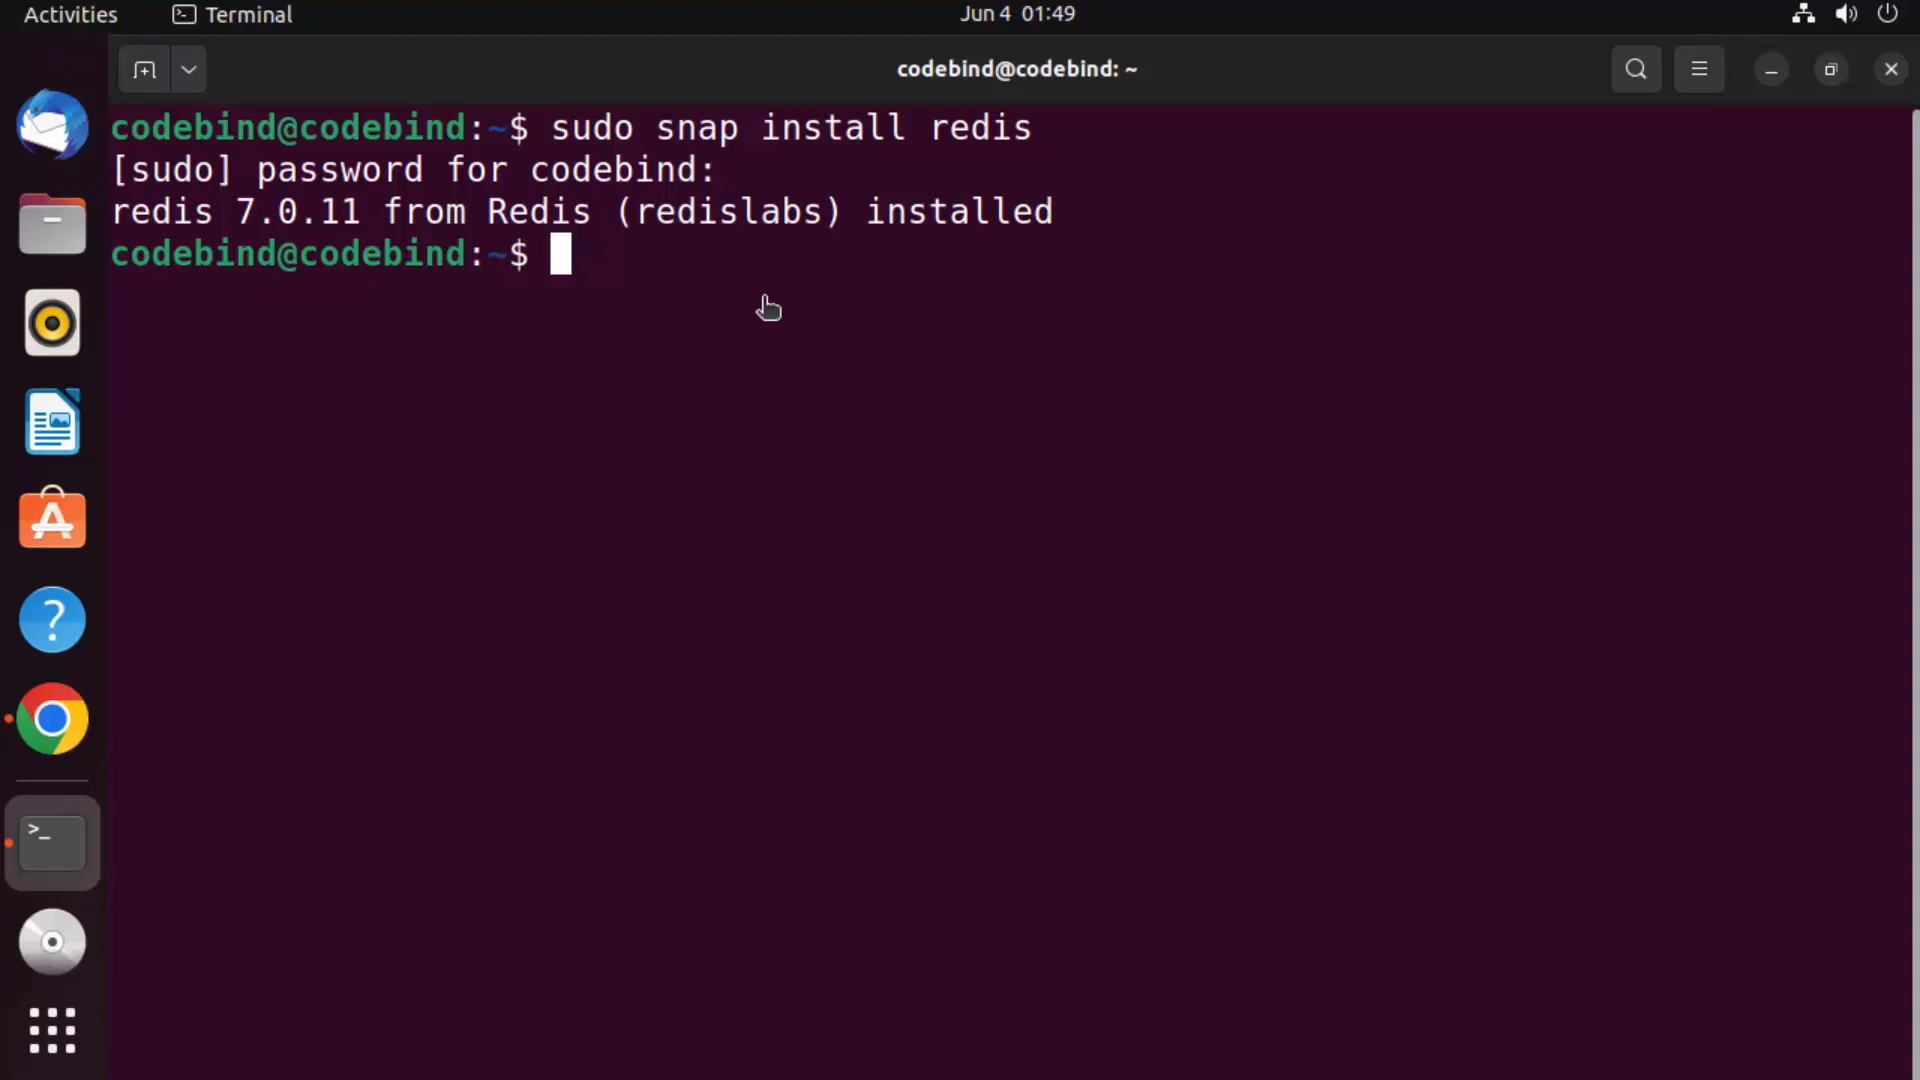 Activities Terminal Jun 4 01:49
codebind@codebind: ~
codebind@codebind:~$ sudo snap install redis
[sudo] password for codebind:
redis 7.0.11 from Redis (redislabs) installed
codebind@codebind:~$